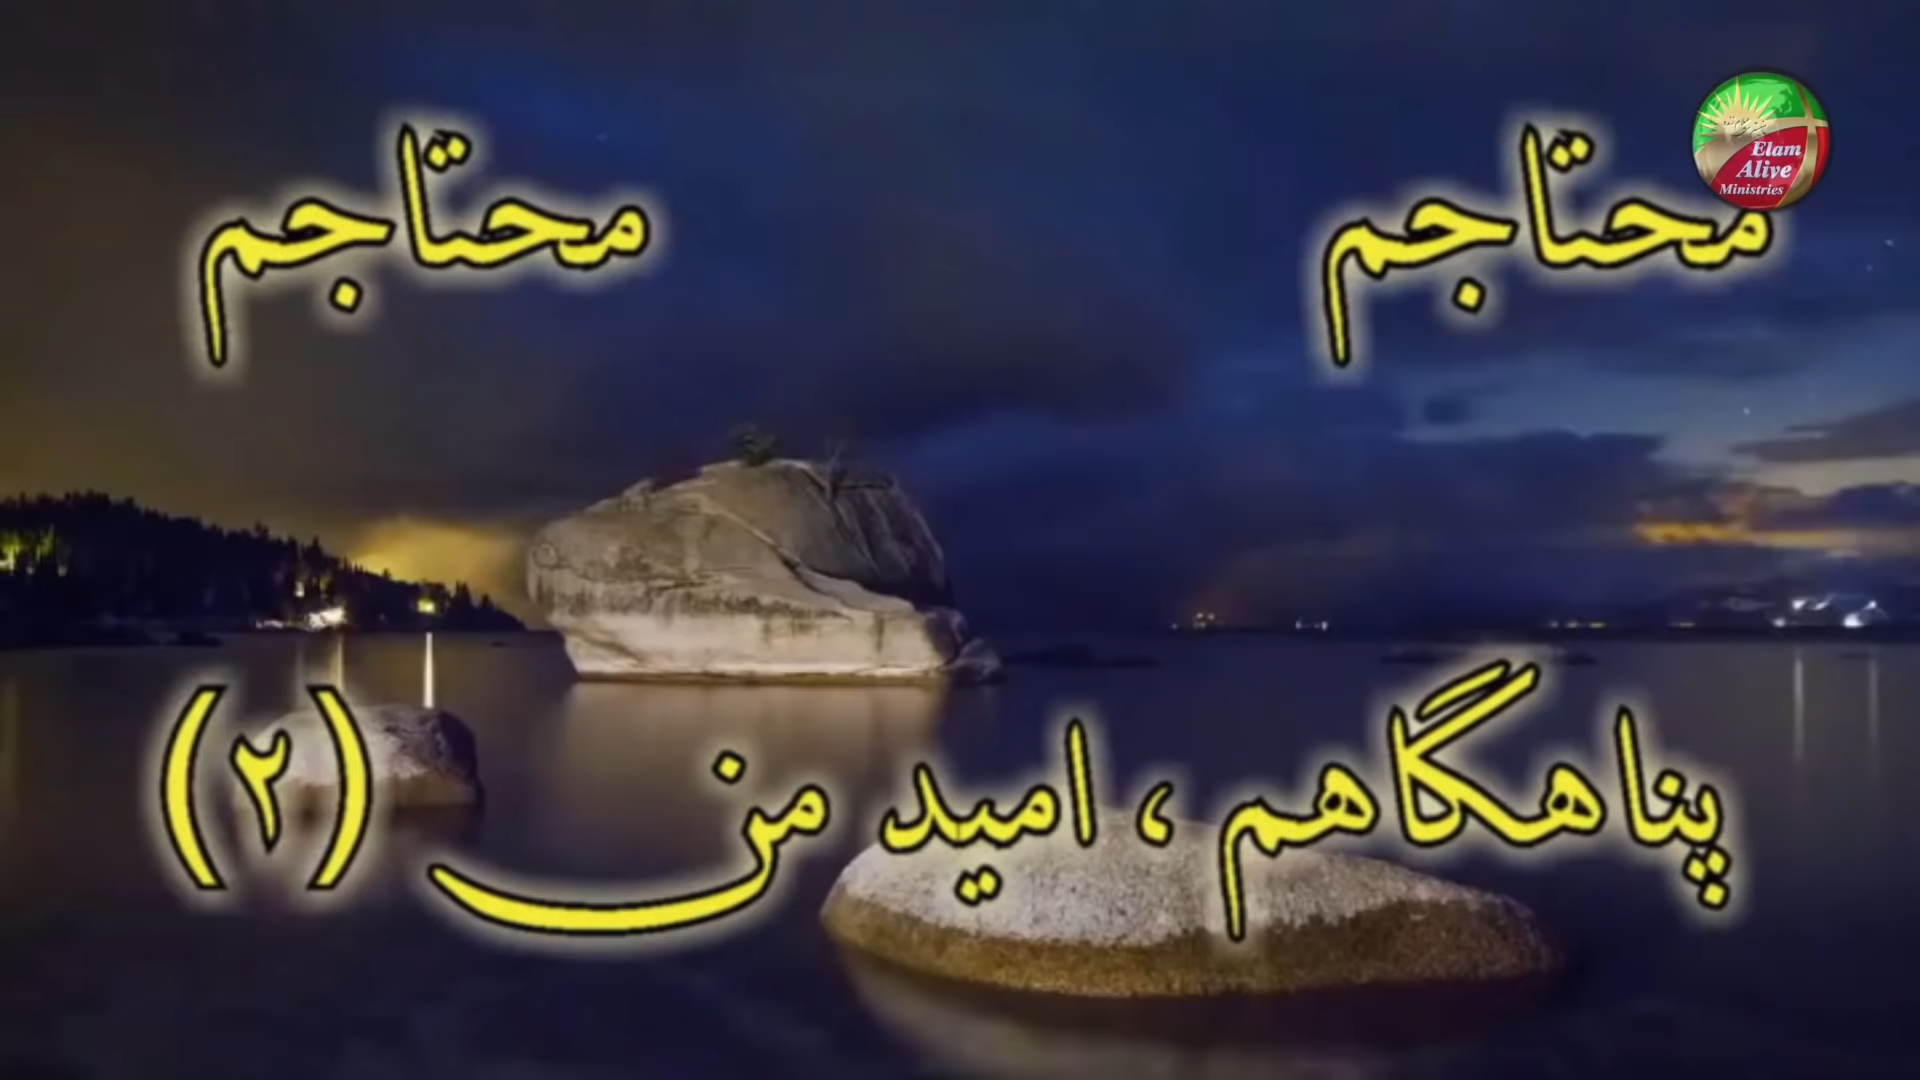 محتاجم محتاجم
پناهگاهم ، امید من (۲)
Elam
Alive
Ministries